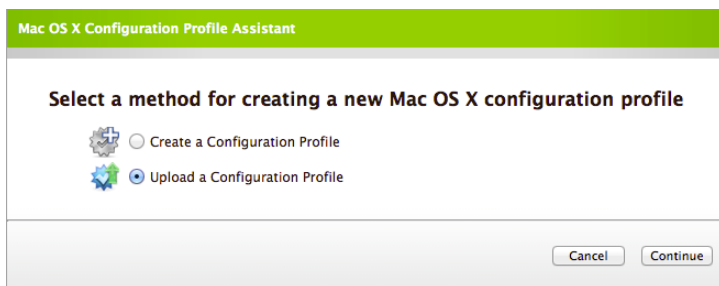 Mac OS X Configuration Profile Assistant
Select a method for creating a new Mac OS X configuration profile
Create a Configuration Profile
Upload a Configuration Profile
Cancel Continue